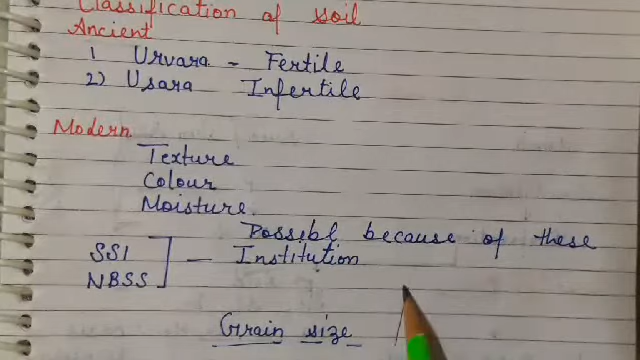 Classification of soil
Ancient
1 Urvara - Fertile
2) Usara Infertile
Modern
Texture
Colour
Moisture.
Possibl because of these
SSI
— Institution
NBSS
Grain size